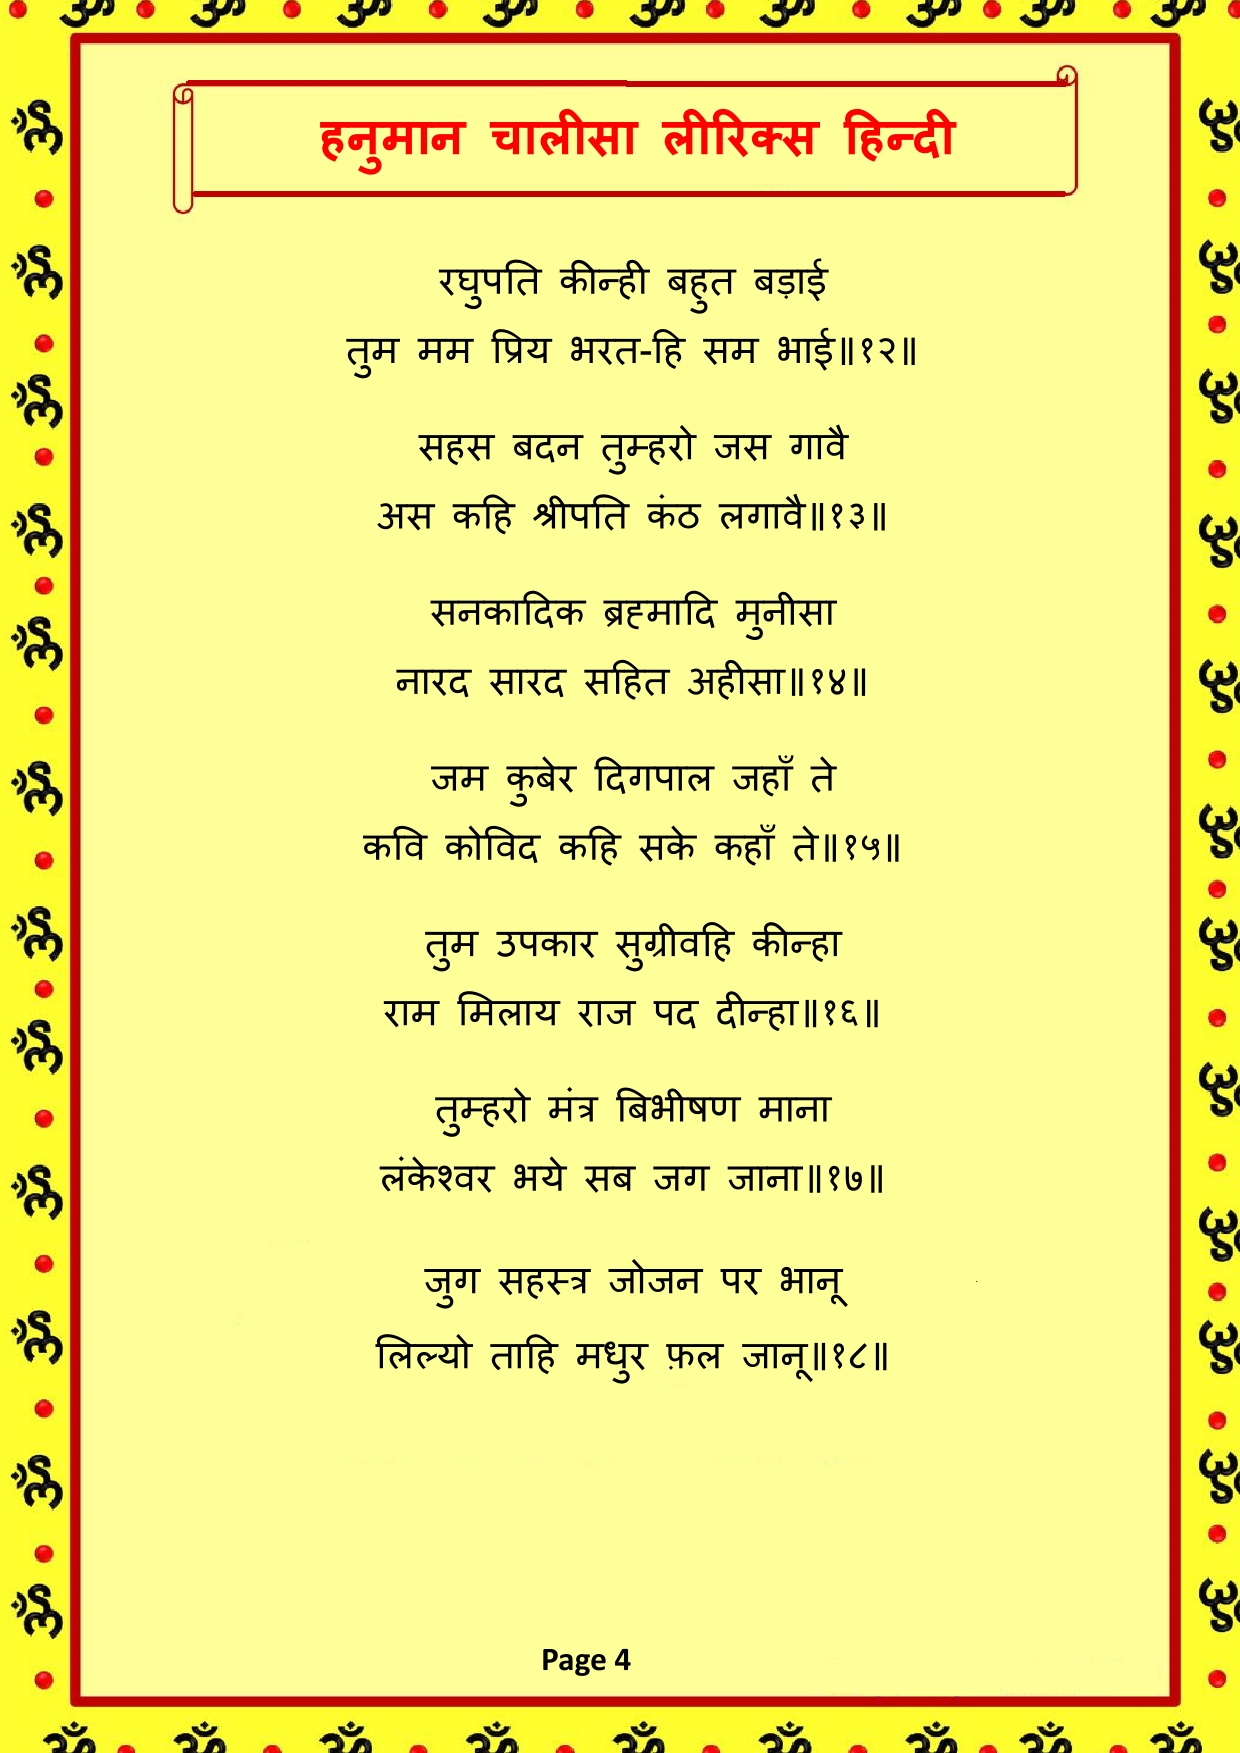 हनुमान चालीसा लीरिक्स हिन्दी
रघुपति कीन्ही बहुत बड़ाई
तुम मम प्रिय भरत-हि सम भाई॥१२॥
सहस बदन तुम्हरो जस गावै
अस कहि श्रीपति कंठ लगावै॥१३॥
सनकादिक ब्रह्मादि मुनीसा
नारद सारद सहित अहीसा॥१४॥
जम कुबेर दिगपाल जहाँ ते
कवि कोविद कहि सके कहाँ ते॥१५॥
तुम उपकार सुग्रीवहि कीन्हा
राम मिलाय राज पद दीन्हा॥१६॥
तुम्हरो मंत्र बिभीषण माना
लंकेश्वर भये सब जग जाना॥१७॥
जुग सहस्त्र जोजन पर भानू
लिल्यो ताहि मधुर फ़ल जानू॥१८॥
Page 4